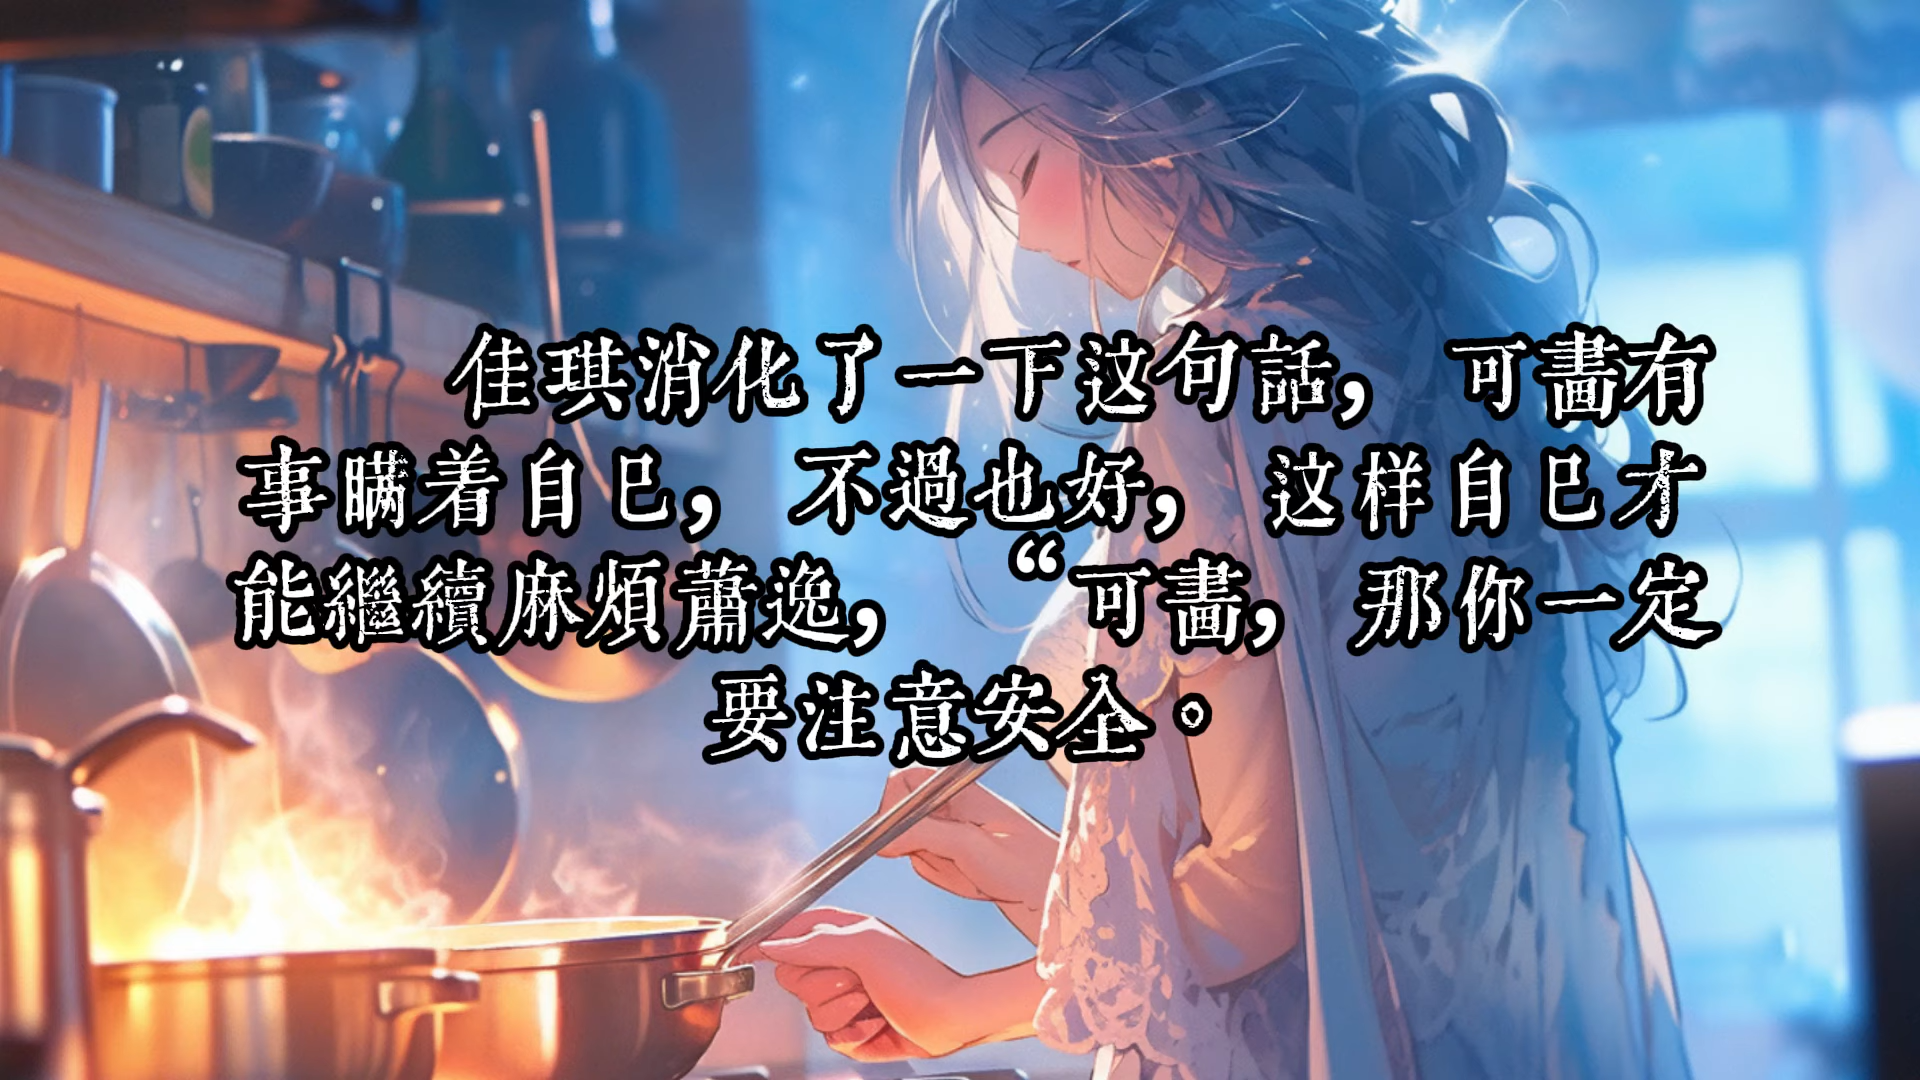 佳琪消化了一下这句話，可畵有
事瞞着自已，不過也好，这样自已才
能繼續麻煩蕭逸，“可畵，那你一定
要注意安全。